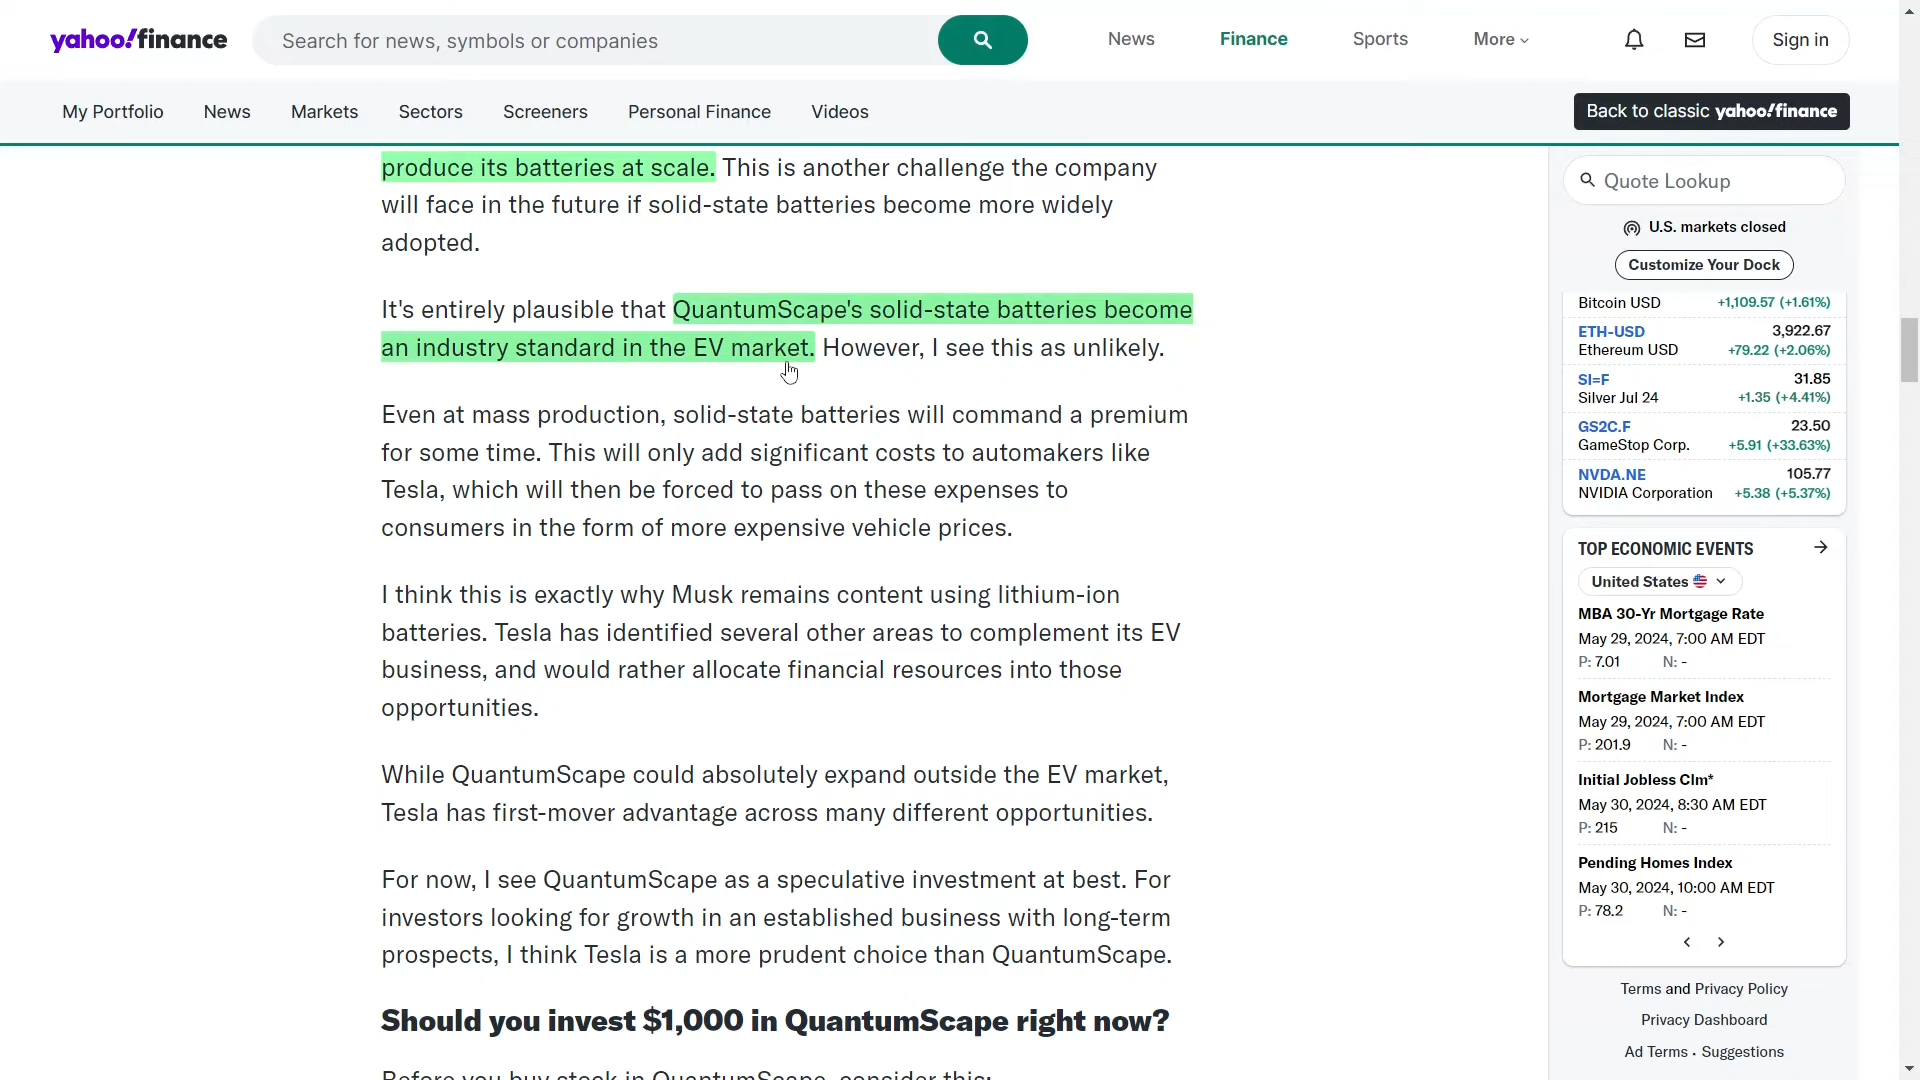 yahoo!finance
Search for news, symbols or companies
News
Finance
Sports
More
Sign in
My Portfolio
News
Markets
Sectors
Screeners
Personal Finance
Videos
Back to classic yahoo!finance
produce its batteries at scale. This is another challenge the company
will face in the future if solid-state batteries become more widely
adopted.
It's entirely plausible that QuantumScape's solid-state batteries become
an industry standard in the EV market. However, I see this as unlikely.
Even at mass production, solid-state batteries will command a premium
for some time. This will only add significant costs to automakers like
Tesla, which will then be forced to pass on these expenses to
consumers in the form of more expensive vehicle prices.
I think this is exactly why Musk remains content using lithium-ion
batteries. Tesla has identified several other areas to complement its EV
business, and would rather allocate financial resources into those
opportunities.
While QuantumScape could absolutely expand outside the EV market,
Tesla has first-mover advantage across many different opportunities.
For now, I see QuantumScape as a speculative investment at best. For
investors looking for growth in an established business with long-term
prospects, I think Tesla is a more prudent choice than QuantumScape.
Should you invest $1,000 in QuantumScape right now?
Before you buy stock in QuantumScape, consider this:
Quote Lookup
U.S. markets closed
Customize Your Dock
Bitcoin USD +1,109.57 (+1.61%)
ETH-USD 3,922.67
Ethereum USD +79.22 (+2.06%)
SI=F 31.85
Silver Jul 24 +1.35 (+4.41%)
GS2C.F 23.50
GameStop Corp. +5.91 (+33.63%)
NVDA.NE 105.77
NVIDIA Corporation +5.38 (+5.37%)
TOP ECONOMIC EVENTS
United States
MBA 30-Yr Mortgage Rate
May 29, 2024, 7:00 AM EDT
P: 7.01 N: -
Mortgage Market Index
May 29, 2024, 7:00 AM EDT
P: 201.9 N: -
Initial Jobless Clm*
May 30, 2024, 8:30 AM EDT
P: 215 N: -
Pending Homes Index
May 30, 2024, 10:00 AM EDT
P: 78.2 N: -
Terms and Privacy Policy
Privacy Dashboard
Ad Terms • Suggestions